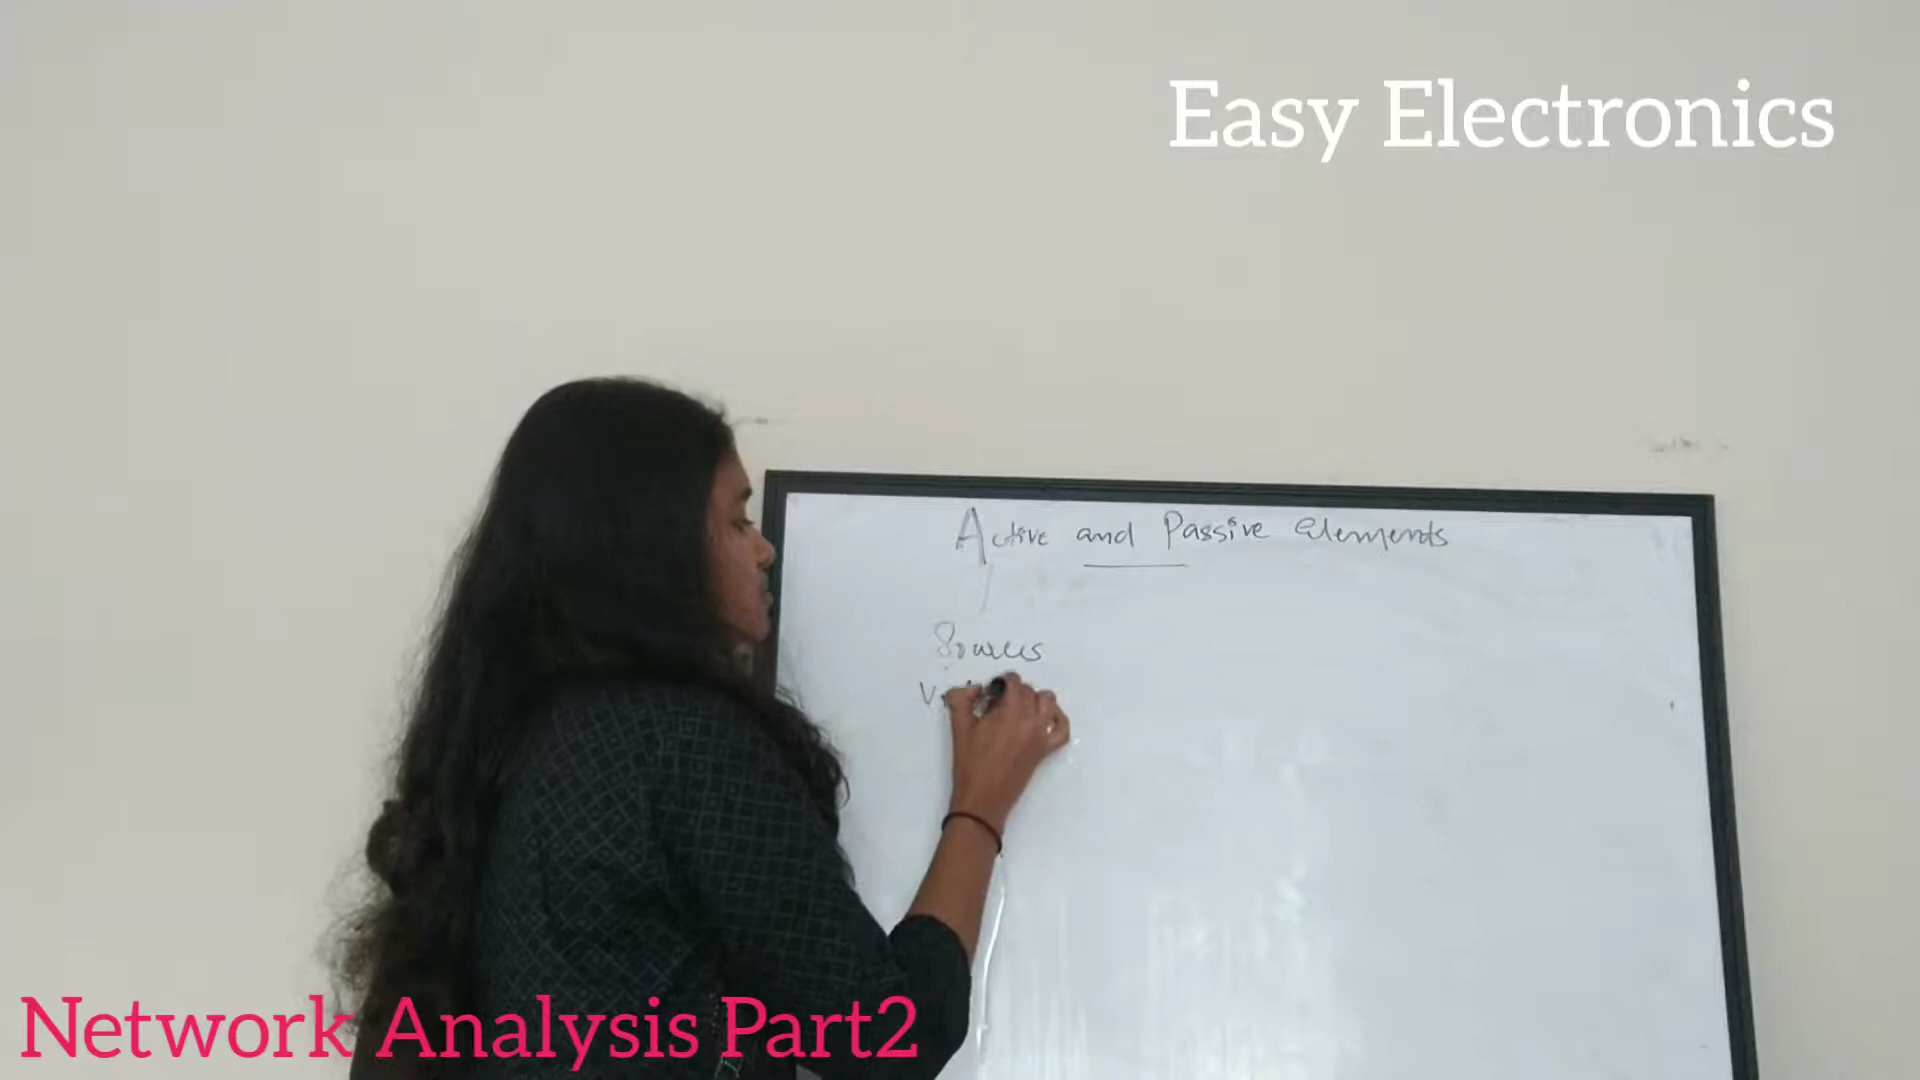 Easy Electronics
Active and Passive elements
Sources
Network Analysis Part2